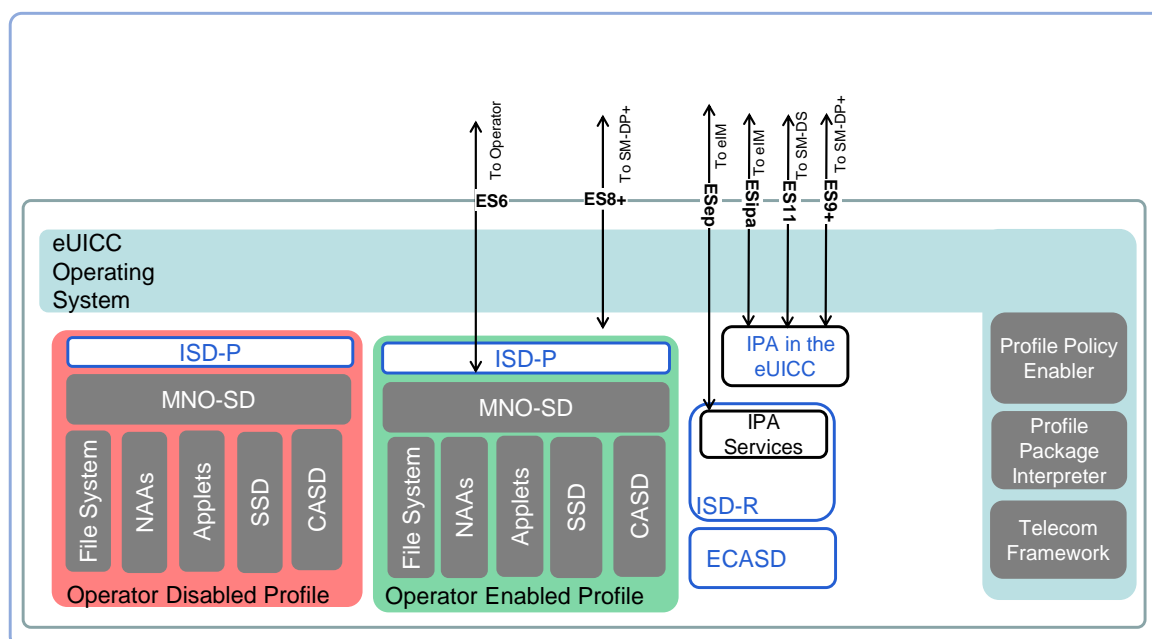 To Operator
To SM-DP+
To eIM
To eIM
To SM-DS
To SM-DP+
ES6
ES8+
ESep
ESipa
ES11
ES9+
eUICC
Operating
System
ISD-P
MNO-SD
File System
NAAs
Applets
SSD
CASD
Operator Disabled Profile
ISD-P
MNO-SD
File System
NAAs
Applets
SSD
CASD
Operator Enabled Profile
IPA in the
eUICC
IPA
Services
ISD-R
ECASD
Profile Policy
Enabler
Profile
Package
Interpreter
Telecom
Framework